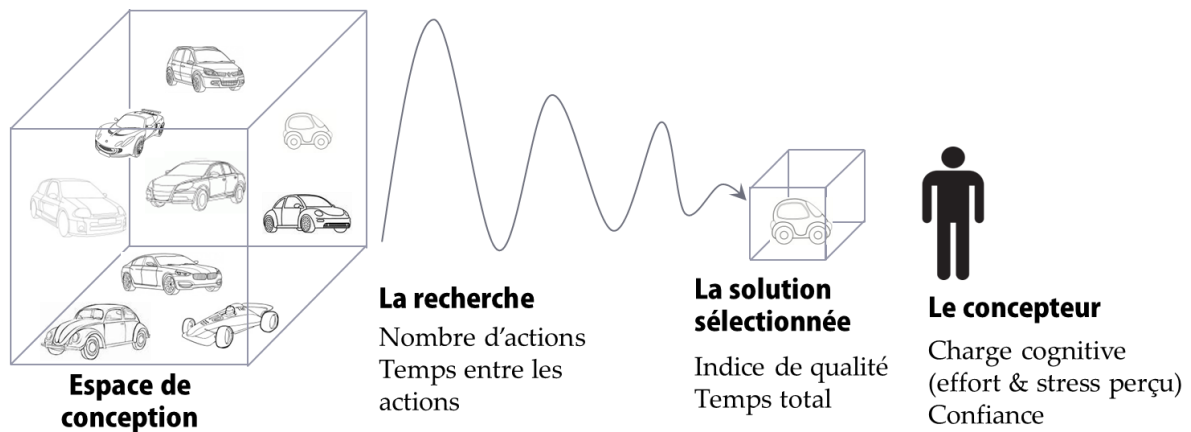 Espace de
conception
La recherche
Nombre d'actions
Temps entre les
actions
La solution
sélectionnée
Indice de qualité
Temps total
Le concepteur
Charge cognitive
(effort & stress perçu)
Confiance